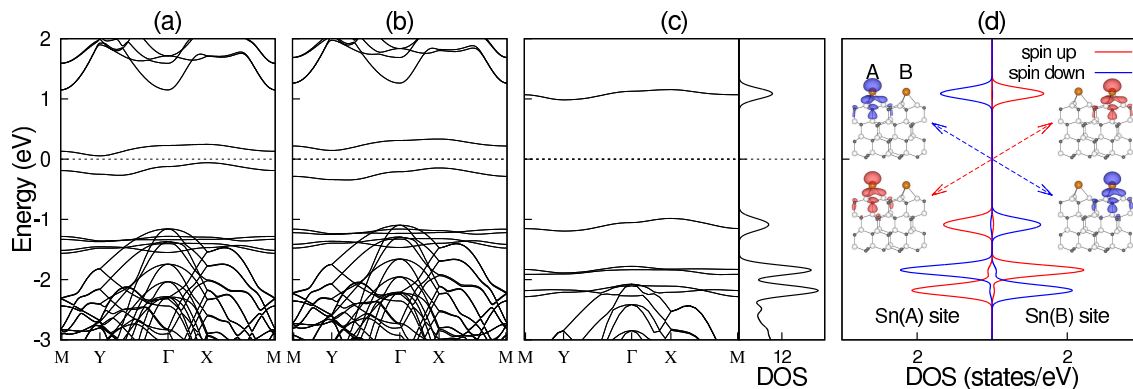 (a) (b) (c) (d)
Energy (eV)
2
1
0
-1
-2
-3
M Y Γ X M
M Y Γ X M
M Y Γ X M
12
DOS
spin up
spin down
A B
Sn(A) site Sn(B) site
2 2
DOS (states/eV)